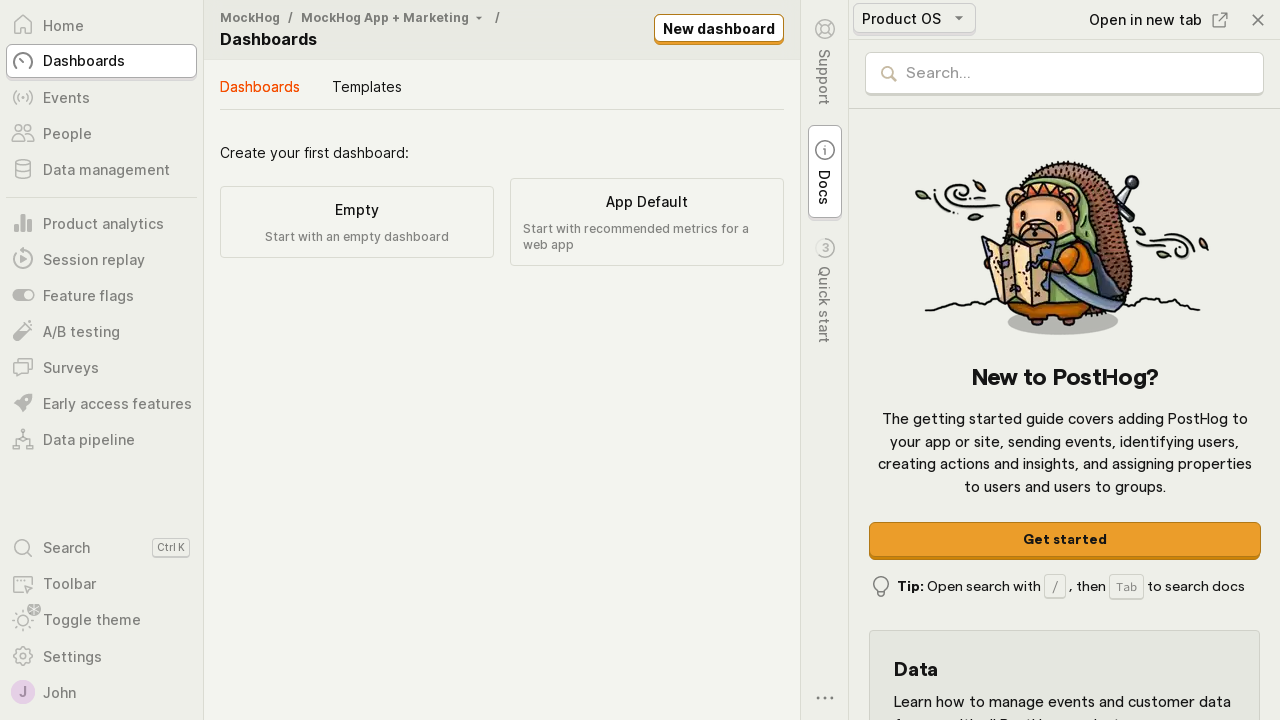 Home
Dashboards
Events
People
Data management
Product analytics
Session replay
Feature flags
A/B testing
Surveys
Early access features
Data pipeline
Search Ctrl K
Toolbar
Toggle theme
Settings
J John
MockHog / MockHog App + Marketing /
Dashboards
New dashboard
Dashboards Templates
Create your first dashboard:
Empty
Start with an empty dashboard
App Default
Start with recommended metrics for a
web app
Support
Docs
3 Quick start
Product OS
Open in new tab
Search...
New to PostHog?
The getting started guide covers adding PostHog to
your app or site, sending events, identifying users,
creating actions and insights, and assigning properties
to users and users to groups.
Get started
Tip: Open search with / , then Tab to search docs
Data
Learn how to manage events and customer data